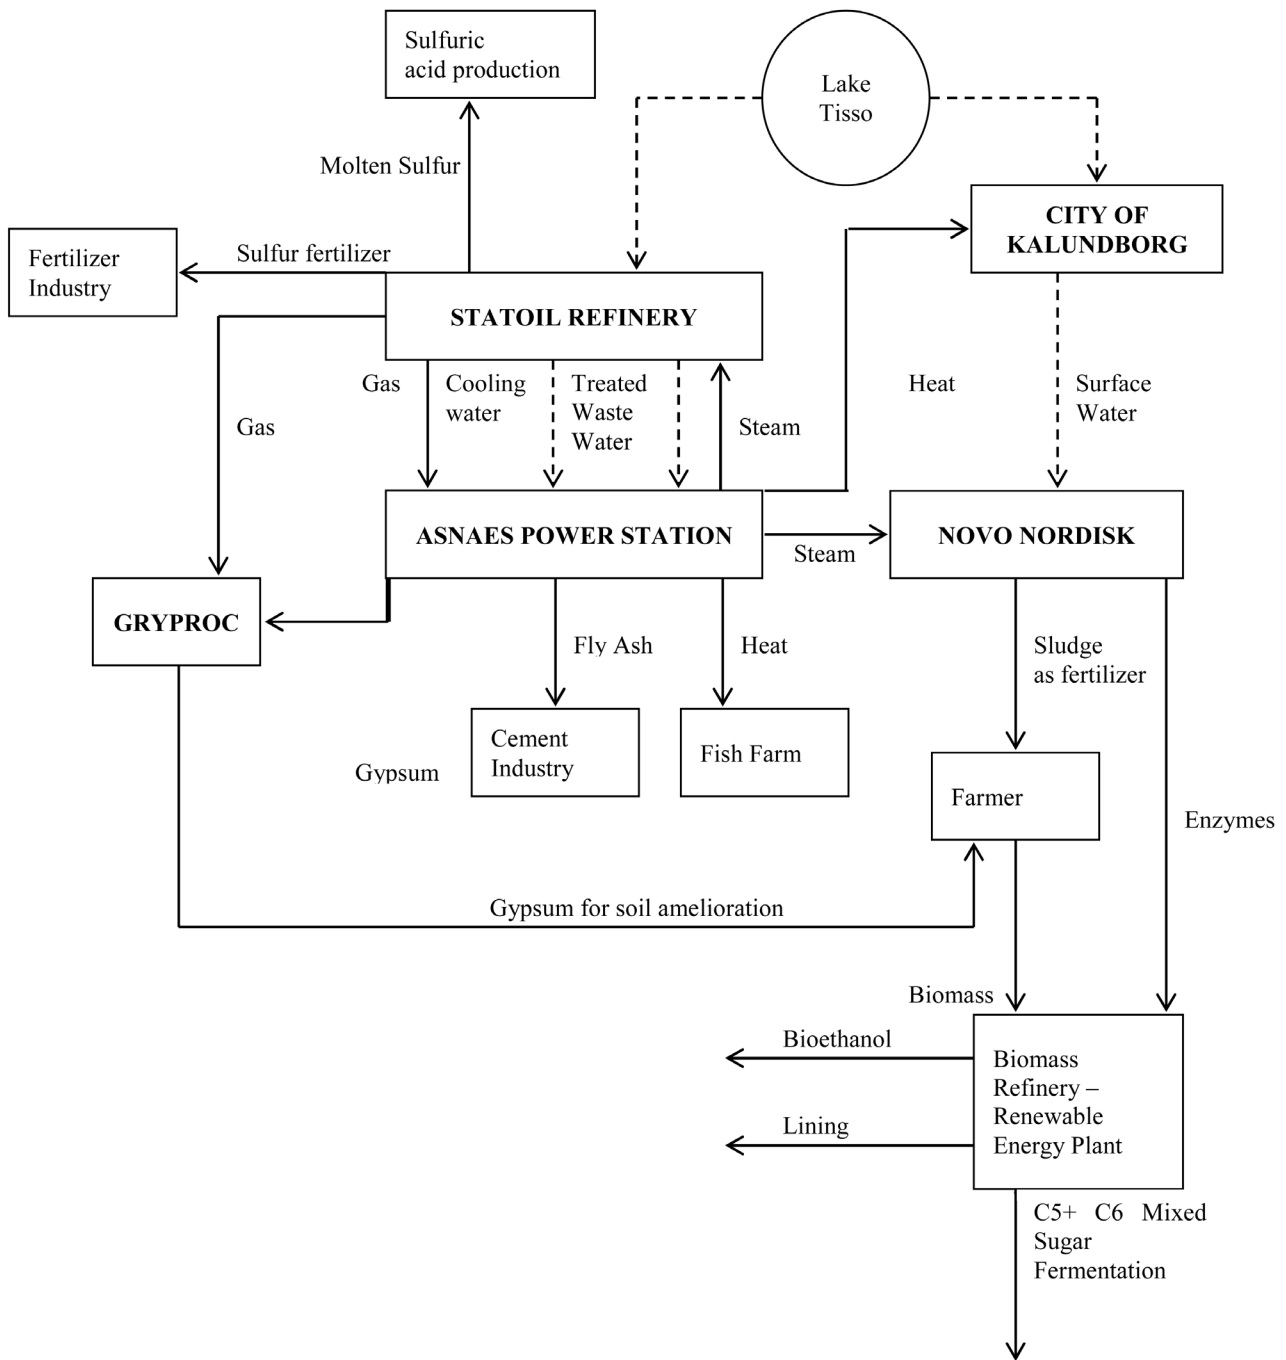 Sulfuric
acid production
Lake
Tisso
Molten Sulfur
CITY OF
KALUNDBORG
Fertilizer
Industry
Sulfur fertilizer
STATOIL REFINERY
Gas
Cooling
water
Treated
Waste
Water
Steam
Heat
Surface
Water
Gas
ASNAES POWER STATION
Steam
NOVO NORDISK
GRYPROC
Fly Ash
Heat
Sludge
as fertilizer
Gypsum
Cement
Industry
Fish Farm
Farmer
Enzymes
Gypsum for soil amelioration
Biomass
Bioethanol
Lining
Biomass
Refinery –
Renewable
Energy Plant
C5+ C6 Mixed
Sugar
Fermentation